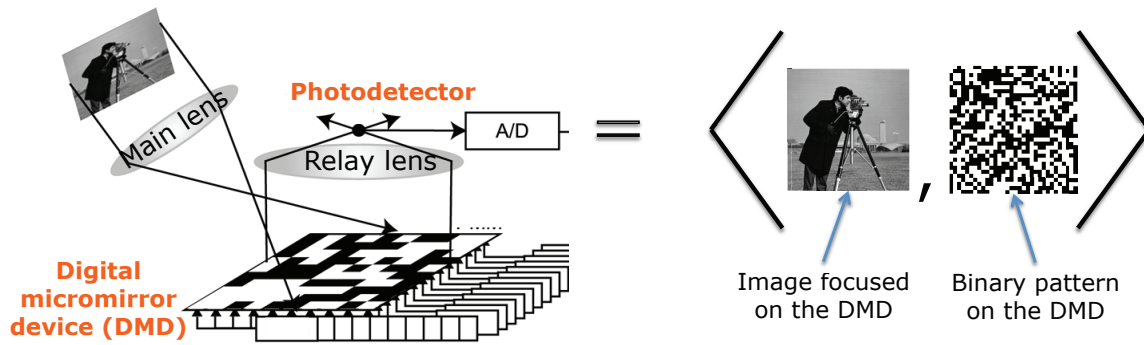 Main lens
Photodetector
Relay lens
A/D
Digital
micromirror
device (DMD)
=
,
Image focused
on the DMD
Binary pattern
on the DMD